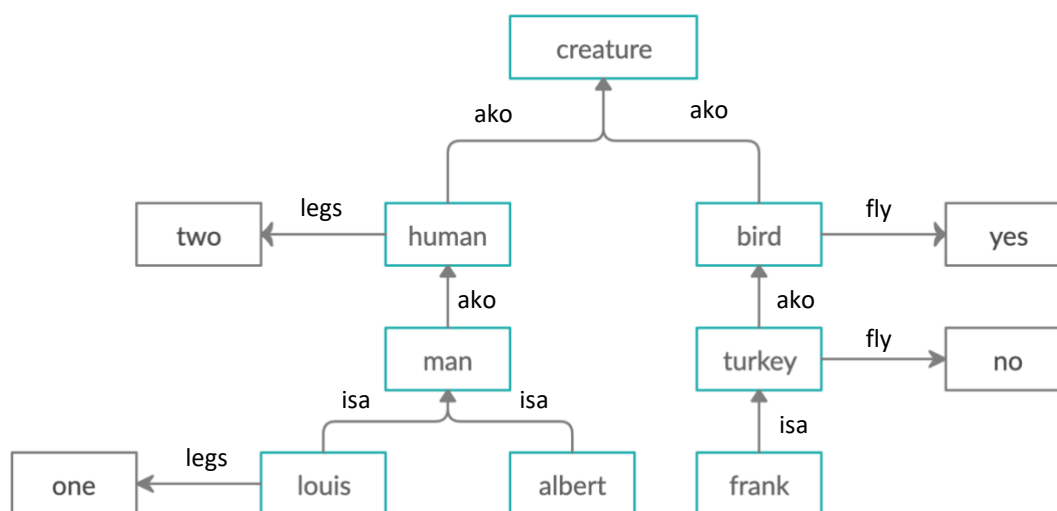 creature
ako ako
legs fly
two human bird yes
ako ako
fly
man turkey no
isa isa isa
legs
one louis albert frank